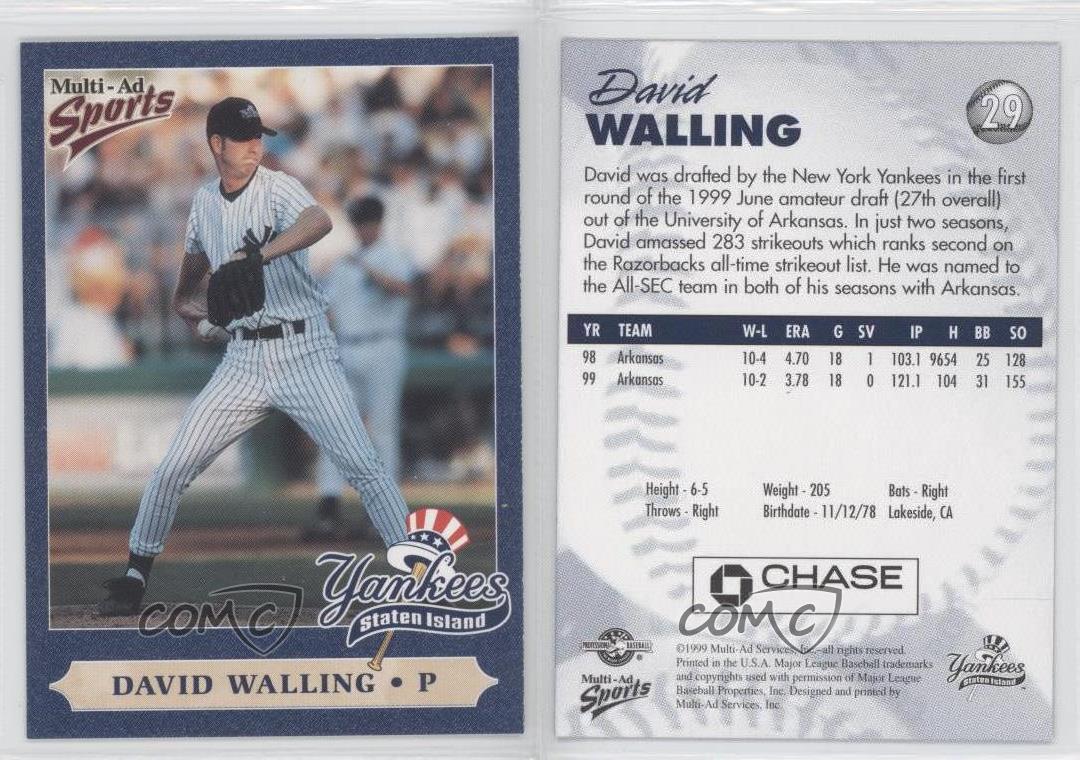 Multi-Ad
Sports
Yankees
Staten Island
DAVID WALLING • P
COMC
David
WALLING
29
David was drafted by the New York Yankees in the first
round of the 1999 June amateur draft (27th overall)
out of the University of Arkansas. In just two seasons,
David amassed 283 strikeouts which ranks second on
the Razorbacks all-time strikeout list. He was named to
the All-SEC team in both of his seasons with Arkansas.
YR TEAM W-L ERA G SV IP H BB SO
98 Arkansas 10-4 4.70 18 1 103.1 9654 25 128
99 Arkansas 10-2 3.78 18 0 121.1 104 31 155
Height - 6-5 Weight - 205 Bats - Right
Throws - Right Birthdate - 11/12/78 Lakeside, CA
CHASE
COMC
PROFESSIONAL BASEBALL
Multi-Ad
Sports
©1999 Multi-Ad Services, Inc.-all rights reserved.
Printed in the U.S.A. Major League Baseball trademarks
and copyrights used with permission of Major League
Baseball Properties, Inc. Designed and printed by
Multi-Ad Services, Inc.
Yankees
Staten Island